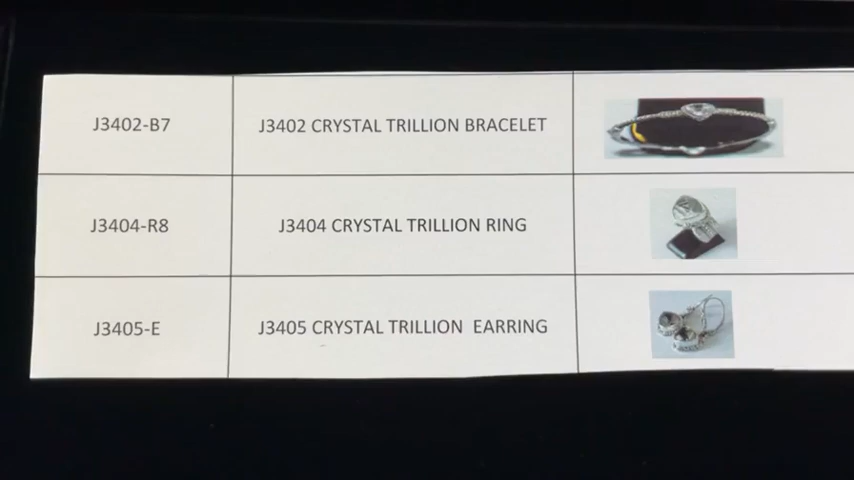 J3402-B7 J3402 CRYSTAL TRILLION BRACELET
J3404-R8 J3404 CRYSTAL TRILLION RING
J3405-E J3405 CRYSTAL TRILLION EARRING